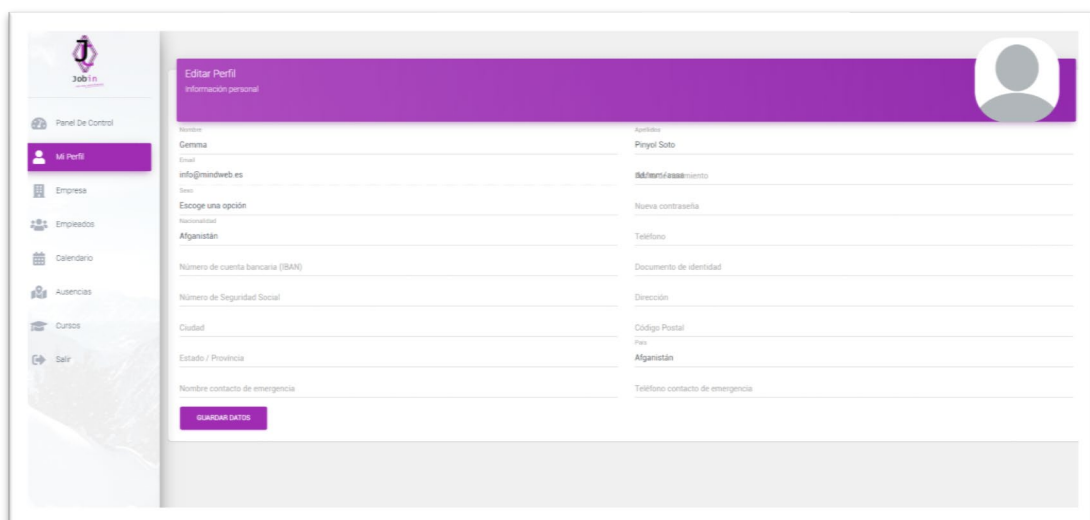 Jobin
Panel De Control
Mi Perfil
Empresa
Empleados
Calendario
Ausencias
Cursos
Salir
Editar Perfil
información personal
Nombre
Gemma
Apellidos
Pinyol Soto
Email
info@mindweb.es
Sexo
Escoge una opción
Nueva contraseña
Nacionalidad
Afganistán
Teléfono
Número de cuenta bancaria (IBAN)
Documento de identidad
Número de Seguridad Social
Dirección
Ciudad
Código Postal
Estado / Provincia
País
Afganistán
Nombre contacto de emergencia
Teléfono contacto de emergencia
GUARDAR DATOS